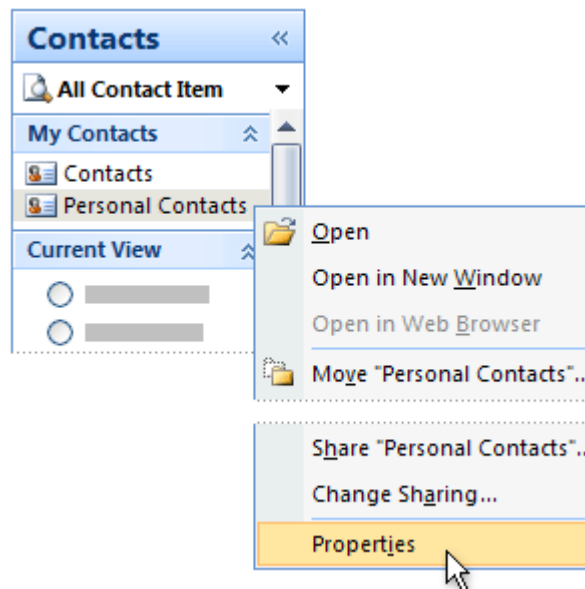 Contacts «
All Contact Item
My Contacts
Contacts
Personal Contacts
Current View
Open
Open in New Window
Open in Web Browser
Move "Personal Contacts"..
Share "Personal Contacts"..
Change Sharing...
Properties